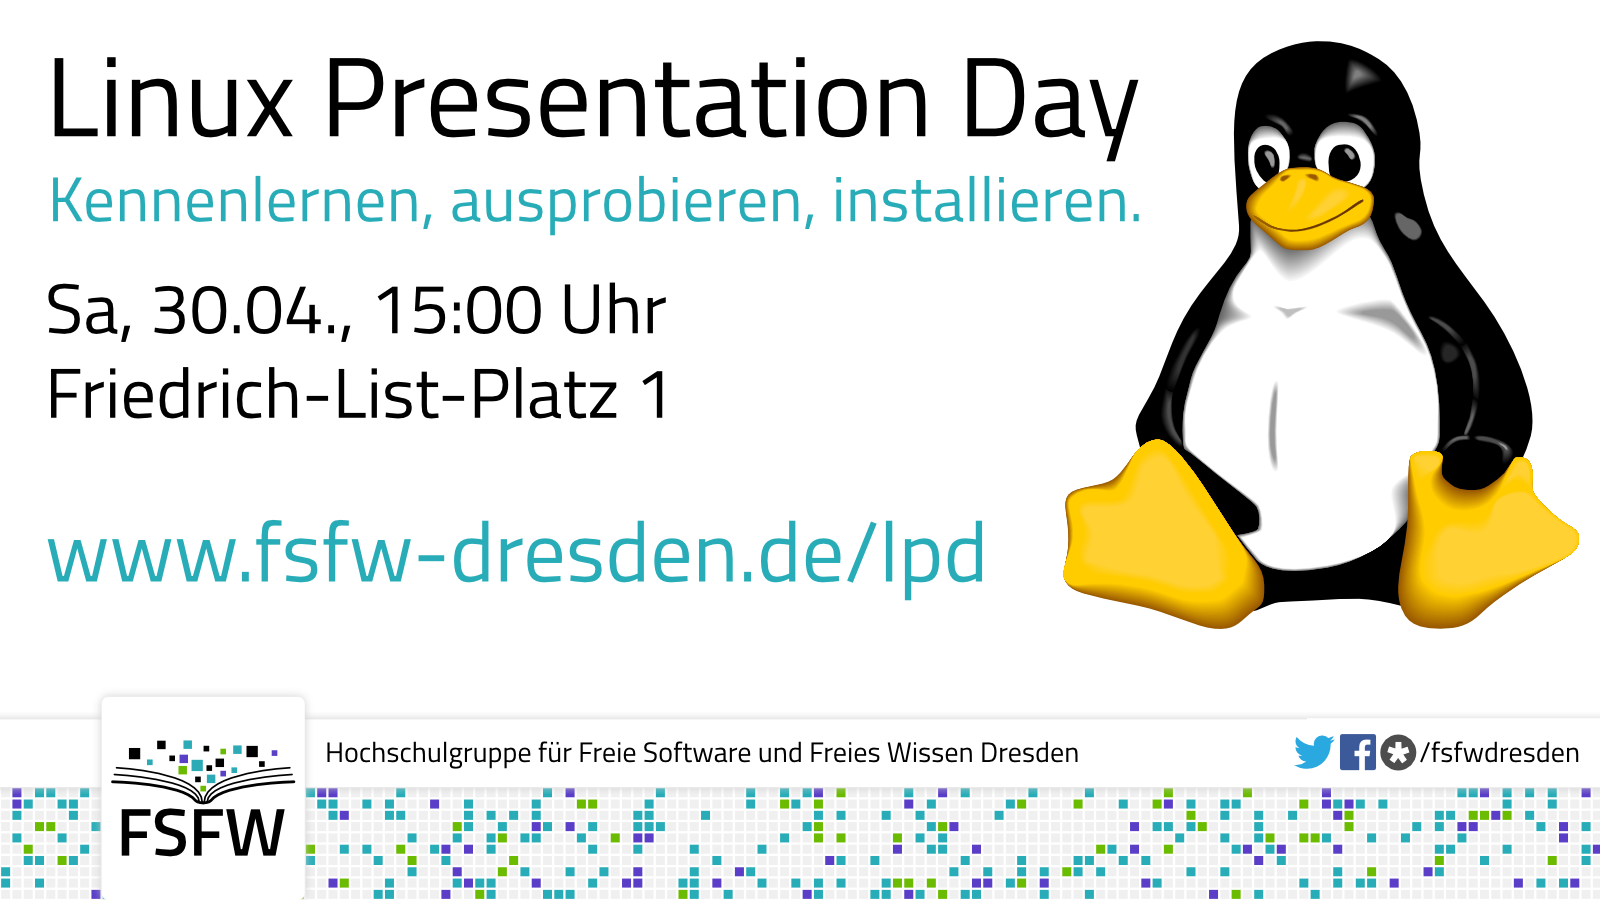 Linux Presentation Day
Kennenlernen, ausprobieren, installieren.
Sa, 30.04., 15:00 Uhr
Friedrich-List-Platz 1
www.fsfw-dresden.de/lpd
FSFW
Hochschulgruppe für Freie Software und Freies Wissen Dresden
/fsfwdresden